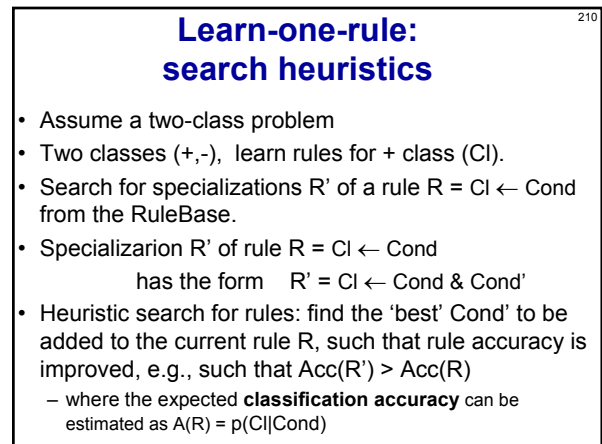 210
Learn-one-rule:
search heuristics
• Assume a two-class problem
• Two classes (+,-), learn rules for + class (Cl).
• Search for specializations R’ of a rule R = Cl ← Cond
from the RuleBase.
• Specializarion R’ of rule R = Cl ← Cond
has the form R’ = Cl ← Cond & Cond’
• Heuristic search for rules: find the ‘best’ Cond’ to be
added to the current rule R, such that rule accuracy is
improved, e.g., such that Acc(R’) > Acc(R)
– where the expected classification accuracy can be
estimated as A(R) = p(Cl|Cond)